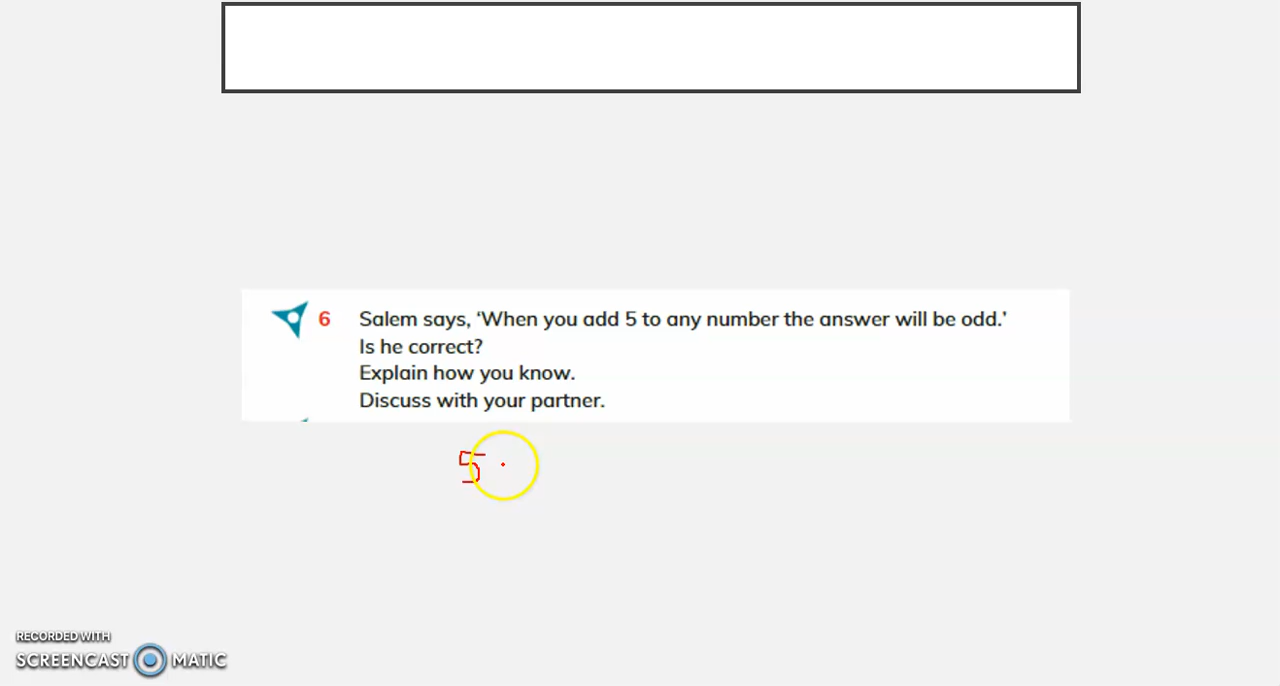 6 Salem says, ‘When you add 5 to any number the answer will be odd.’
Is he correct?
Explain how you know.
Discuss with your partner.
5
RECORDED WITH
SCREENCAST MATIC